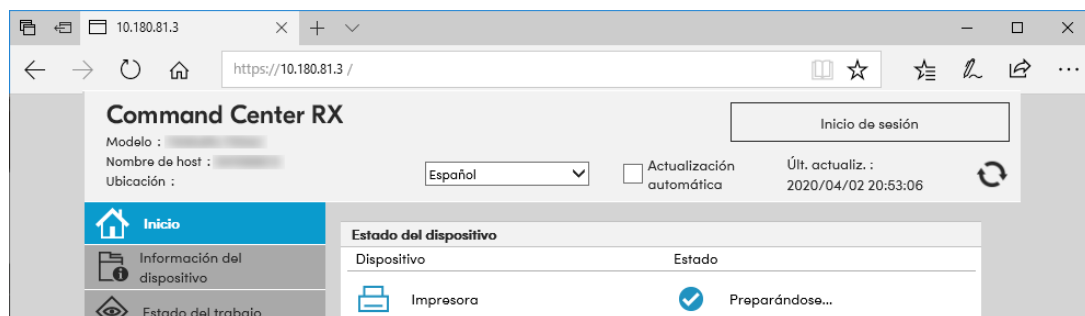 10.180.81.3
https://10.180.81.3 /
Command Center RX
Inicio de sesión
Modelo :
Nombre de host :
Ubicación :
Español
Actualización
automática
Últ. actualiz. :
2020/04/02 20:53:06
Inicio
Información del
dispositivo
Estado del trabajo
Estado del dispositivo
Dispositivo
Estado
Impresora
Preparándose...